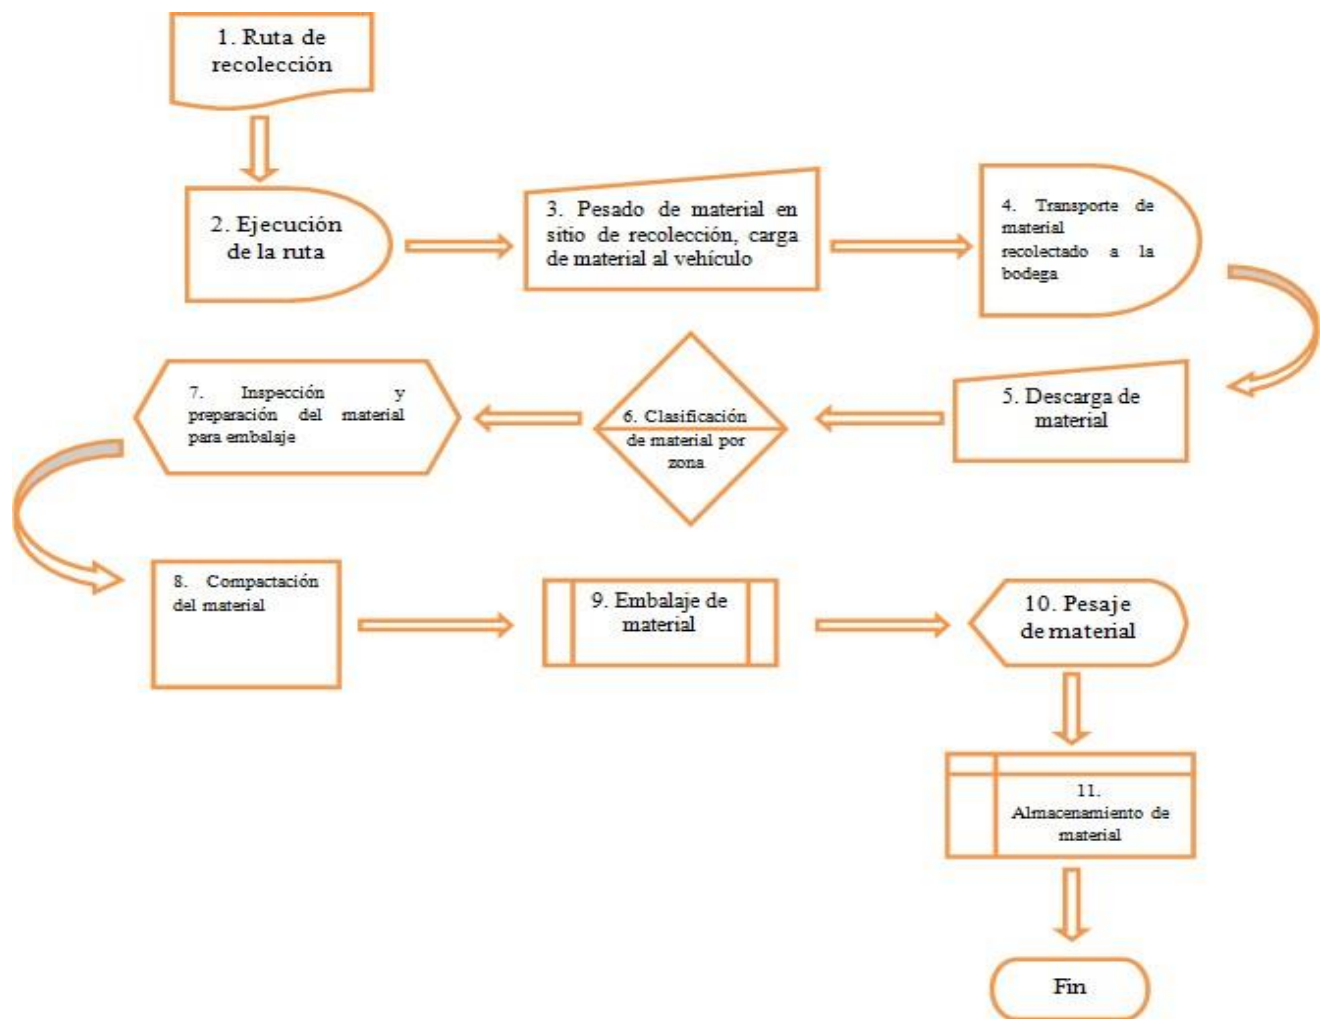 1. Ruta de
recolección
2. Ejecución
de la ruta
3. Pesado de material en
sitio de recolección, carga
de material al vehículo
4. Transporte de
material
recolectado a la
bodega
5. Descarga de
material
6. Clasificación
de material por
zona
7. Inspección y
preparación del material
para embalaje
8. Compactación
del material
9. Embalaje de
material
10. Pesaje
de material
11.
Almacenamiento de
material
Fin